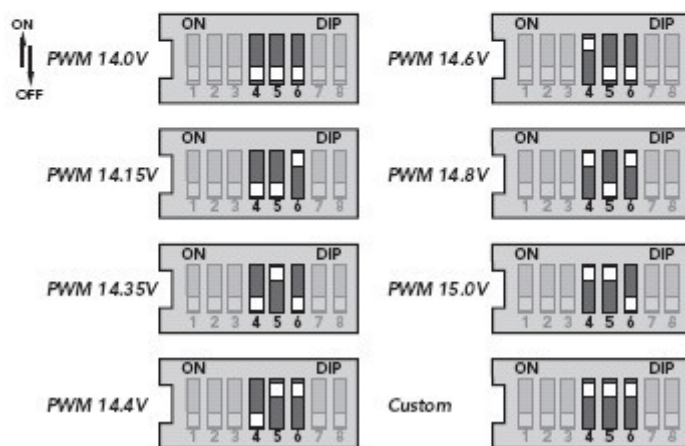 ON
OFF
PWM 14.0V
ON DIP
1 2 3 4 5 6 7 8
PWM 14.6V
ON DIP
1 2 3 4 5 6 7 8
PWM 14.15V
ON DIP
1 2 3 4 5 6 7 8
PWM 14.8V
ON DIP
1 2 3 4 5 6 7 8
PWM 14.35V
ON DIP
1 2 3 4 5 6 7 8
PWM 15.0V
ON DIP
1 2 3 4 5 6 7 8
PWM 14.4V
ON DIP
1 2 3 4 5 6 7 8
Custom
ON DIP
1 2 3 4 5 6 7 8